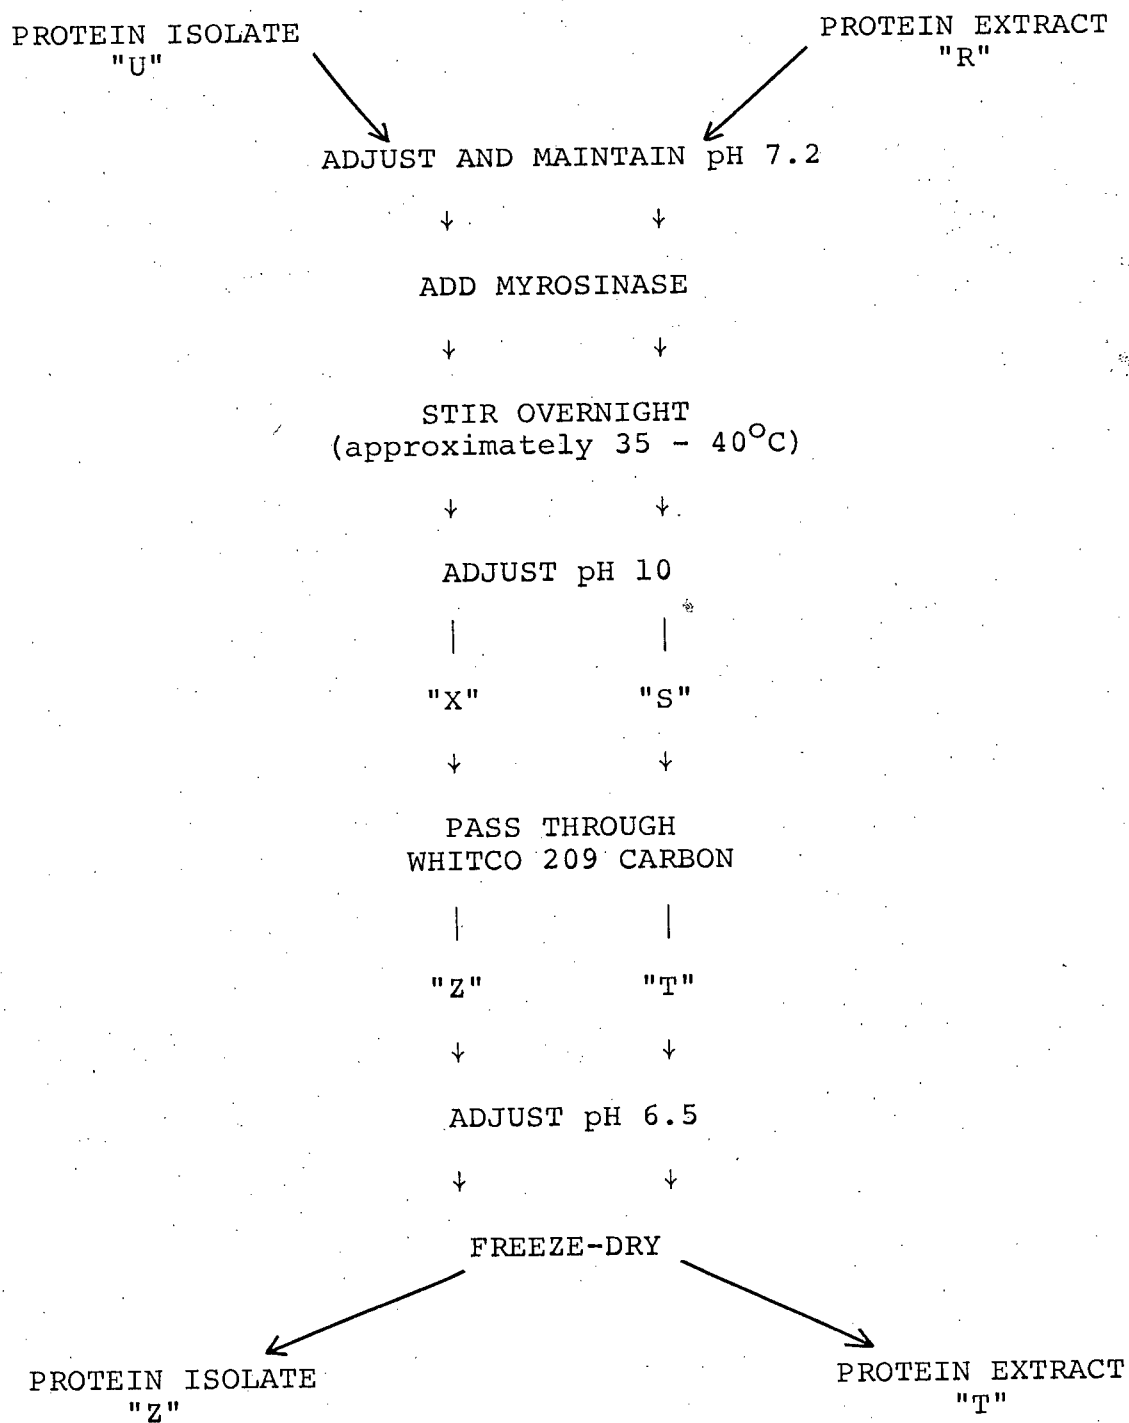 PROTEIN ISOLATE
"U"
PROTEIN EXTRACT
"R"
ADJUST AND MAINTAIN pH 7.2
ADD MYROSINASE
STIR OVERNIGHT
(approximately 35 - 40°C)
ADJUST pH 10
"X" "S"
PASS THROUGH
WHITCO 209 CARBON
"Z" "T"
ADJUST pH 6.5
FREEZE-DRY
PROTEIN ISOLATE
"Z"
PROTEIN EXTRACT
"T"